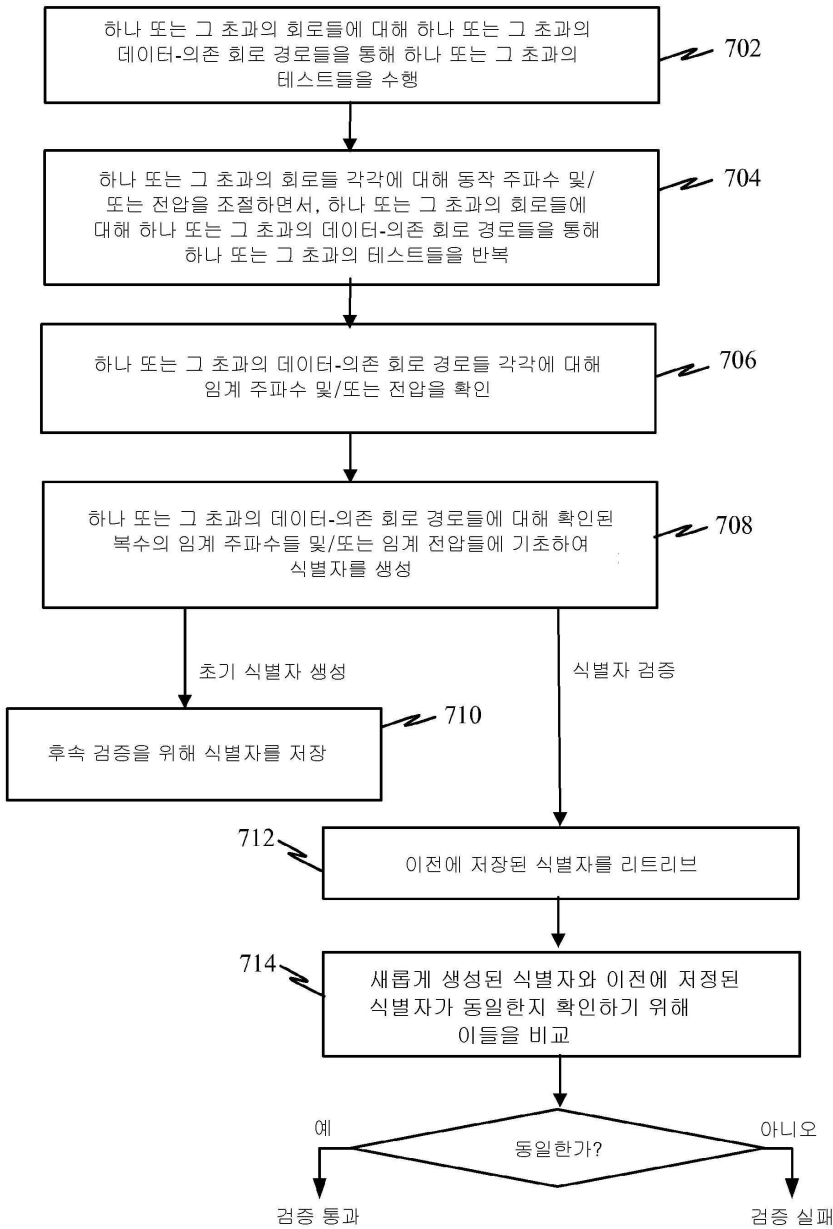 하나 또는 그 초과의 회로들에 대해 하나 또는 그 초과의
데이터-의존 회로 경로들을 통해 하나 또는 그 초과의
테스트들을 수행
702
하나 또는 그 초과의 회로들 각각에 대해 동작 주파수 및/
또는 전압을 조절하면서, 하나 또는 그 초과의 회로들에
대해 하나 또는 그 초과의 데이터-의존 회로 경로들을 통해
하나 또는 그 초과의 테스트들을 반복
704
하나 또는 그 초과의 데이터-의존 회로 경로들 각각에 대해
임계 주파수 및/또는 전압을 확인
706
하나 또는 그 초과의 데이터-의존 회로 경로들에 대해 확인된
복수의 임계 주파수들 및/또는 임계 전압들에 기초하여
식별자를 생성
708
초기 식별자 생성
식별자 검증
후속 검증을 위해 식별자를 저장
710
712
이전에 저장된 식별자를 리트리브
714
새롭게 생성된 식별자와 이전에 저정된
식별자가 동일한지 확인하기 위해
이들을 비교
예
동일한가?
아니오
검증 통과
검증 실패